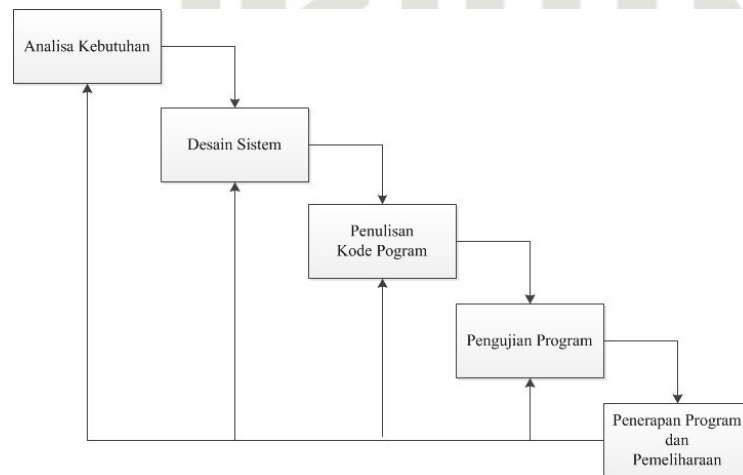 Analisa Kebutuhan
Desain Sistem
Penulisan
Kode Pogram
Pengujian Program
Penerapan Program
dan
Pemeliharaan